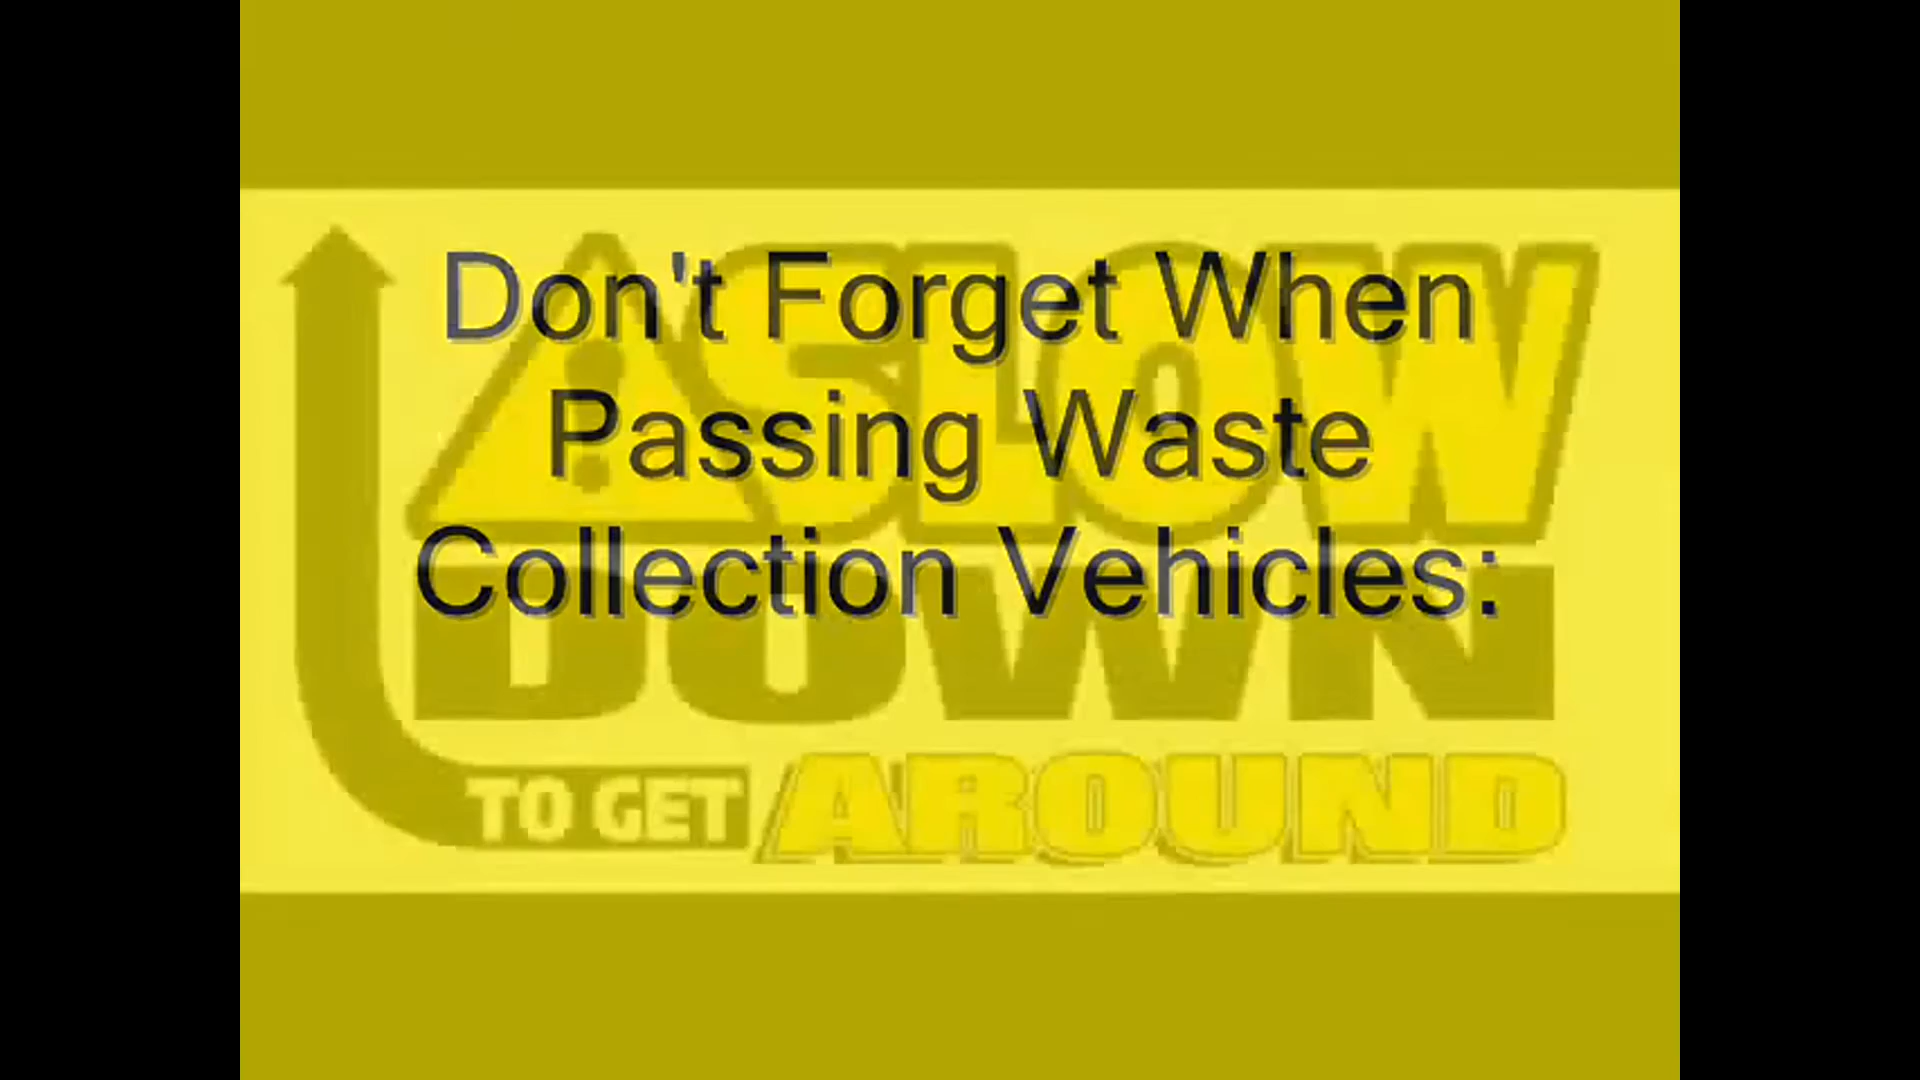 Don't Forget When
Passing Waste
Collection Vehicles:
SLOW
DOWN
TO GET AROUND